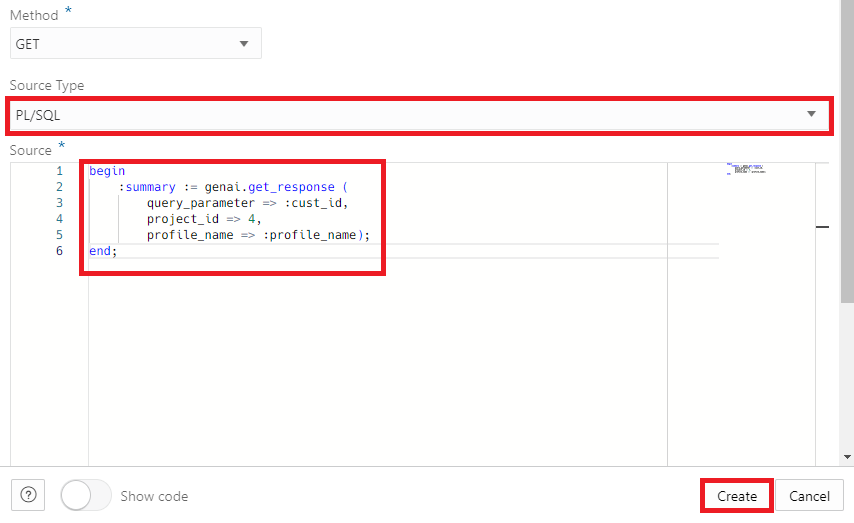 Method *
GET
Source Type
PL/SQL
Source *
1 begin
2     :summary := genai.get_response (
3         query_parameter => :cust_id,
4         project_id => 4,
5         profile_name => :profile_name);
6 end;
? Show code Create Cancel